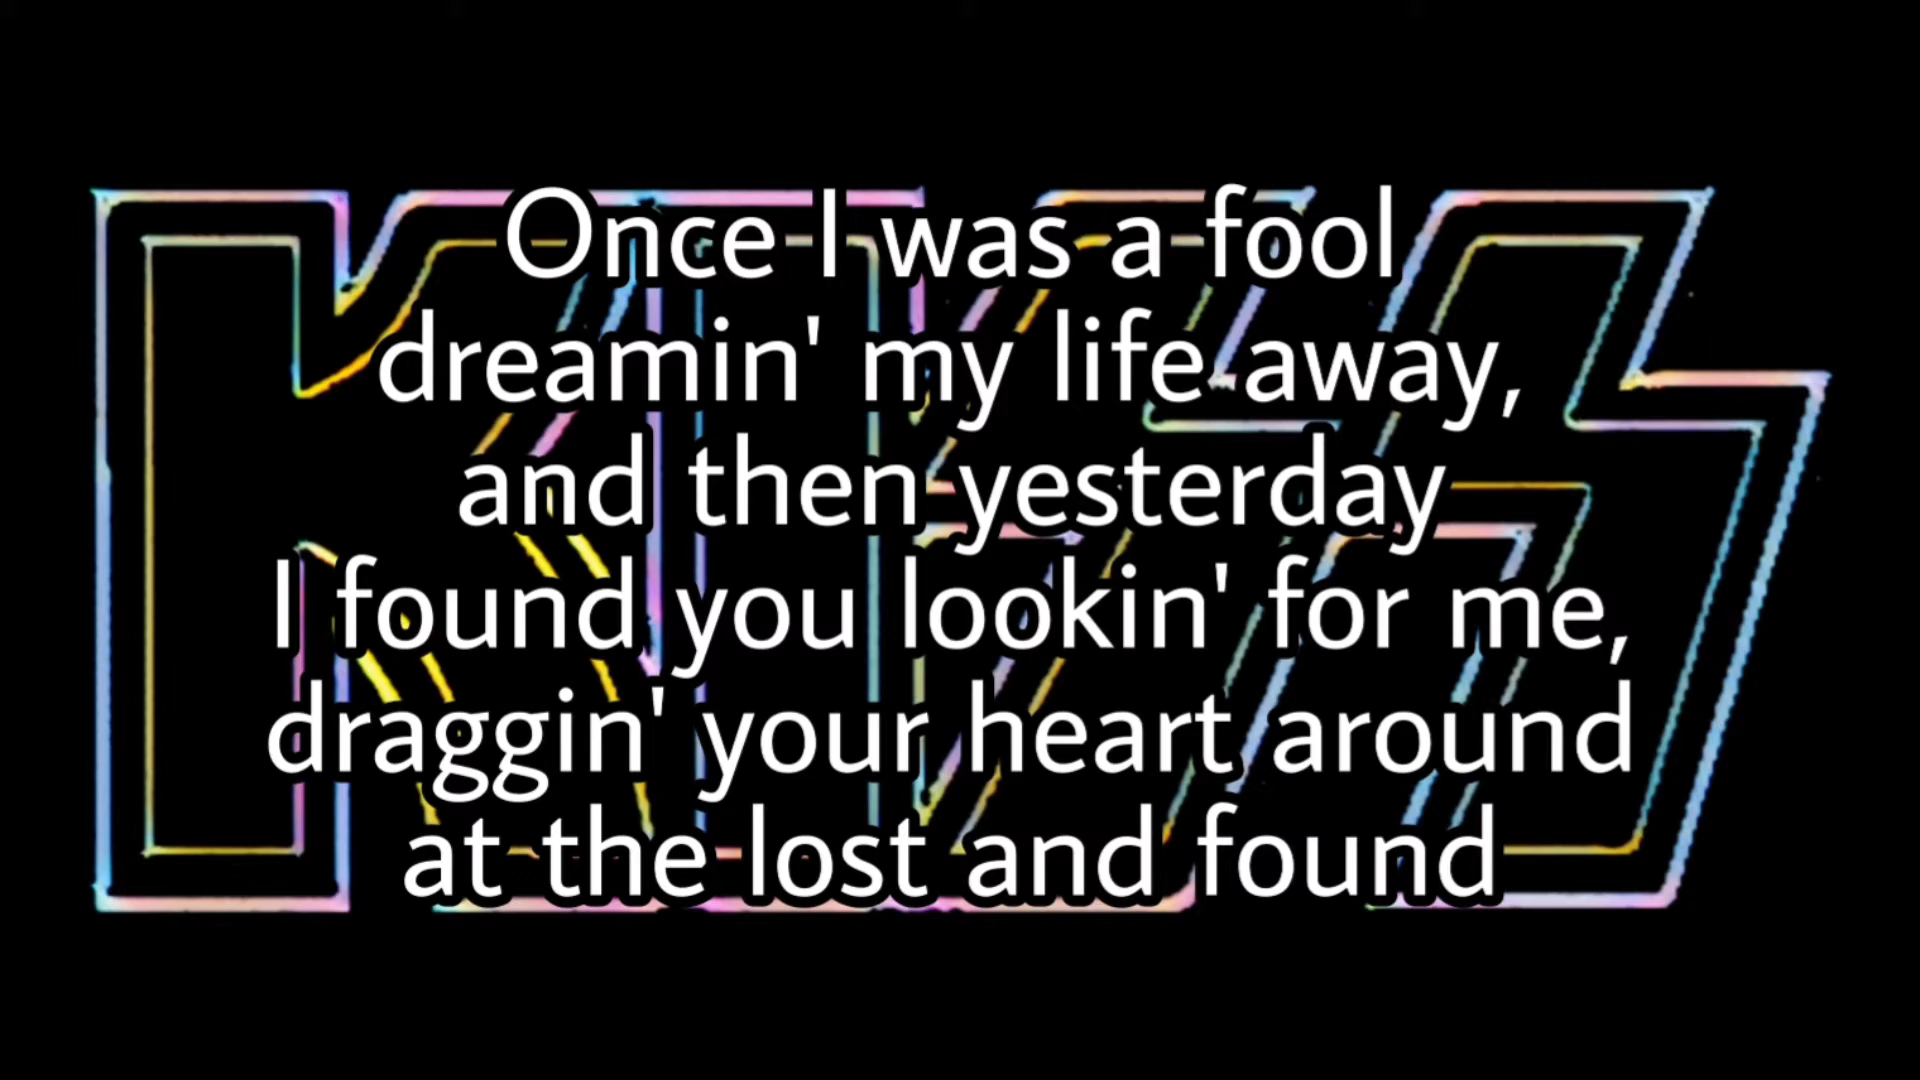 KISS
Once I was a fool
dreamin' my life away,
and then yesterday
I found you lookin' for me,
draggin' your heart around
at the lost and found